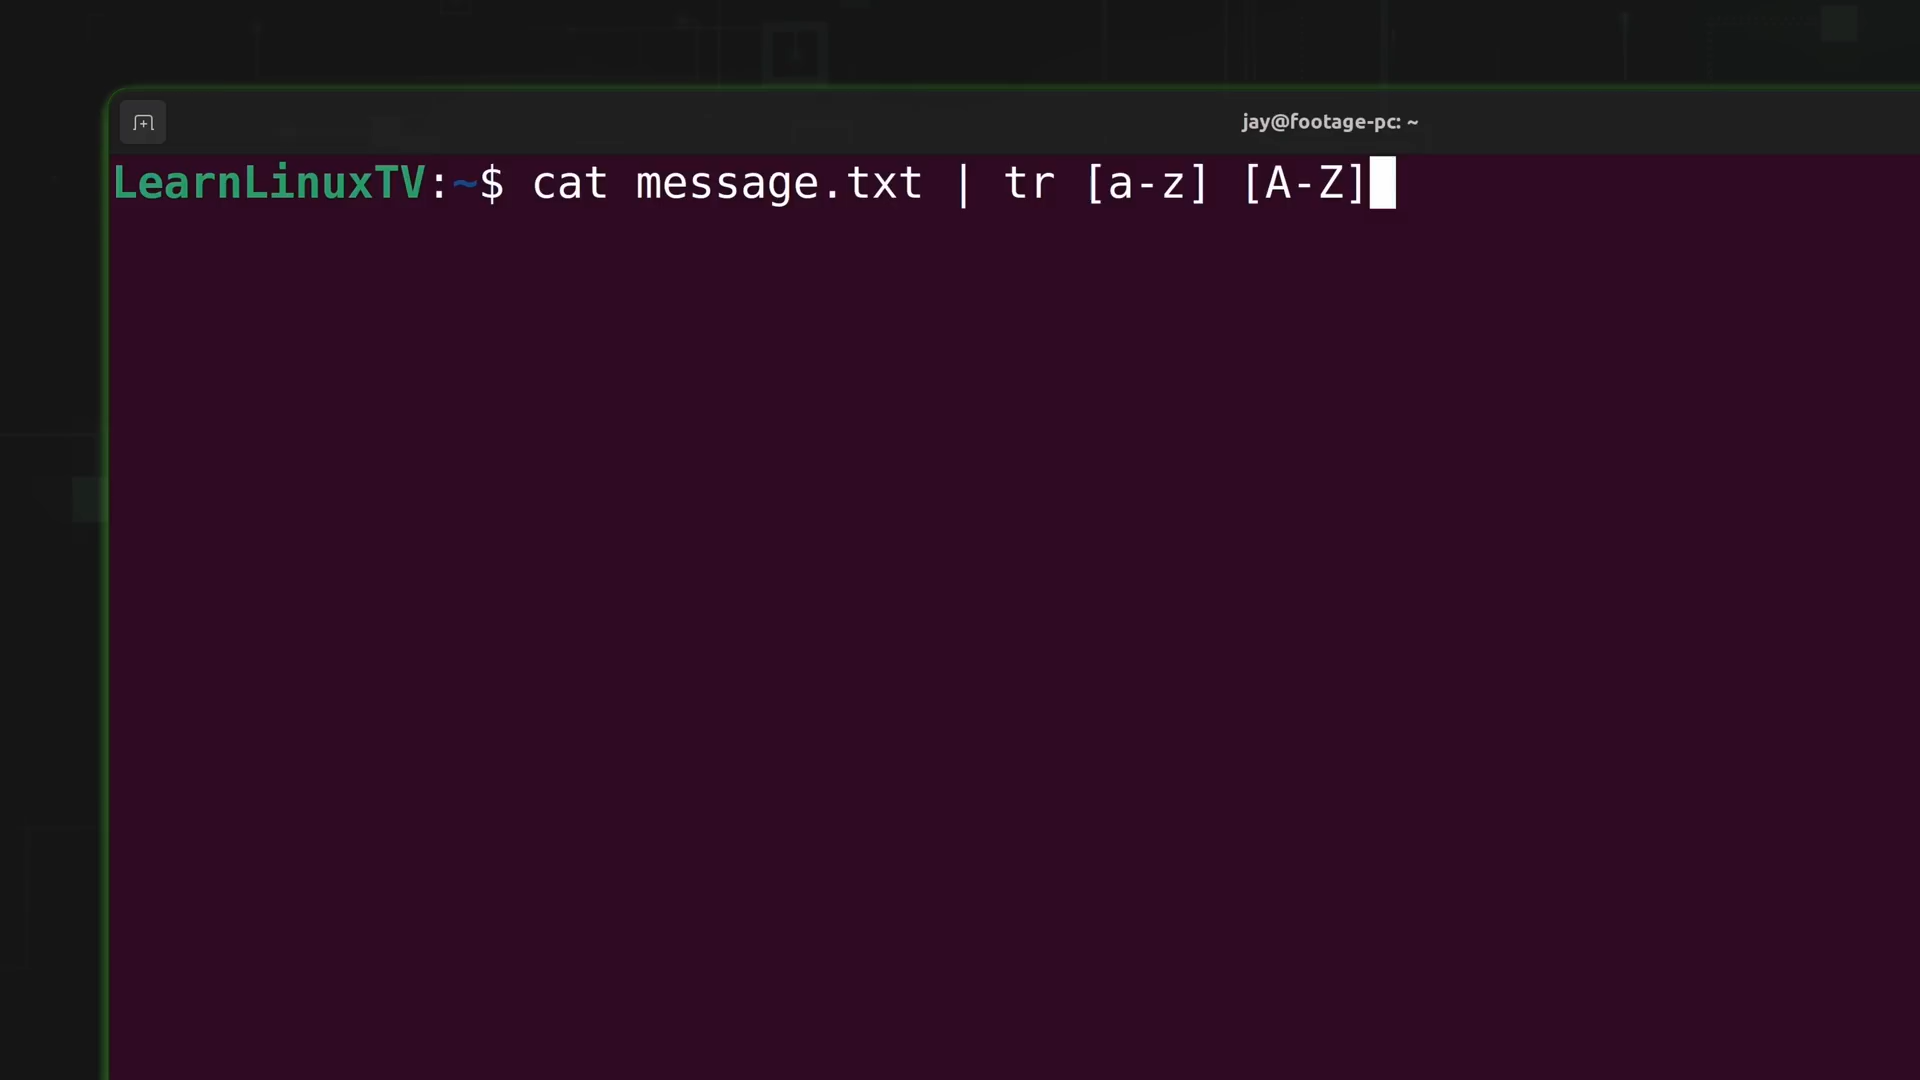 jay@footage-pc: ~
LearnLinuxTV:~$ cat message.txt | tr [a-z] [A-Z]